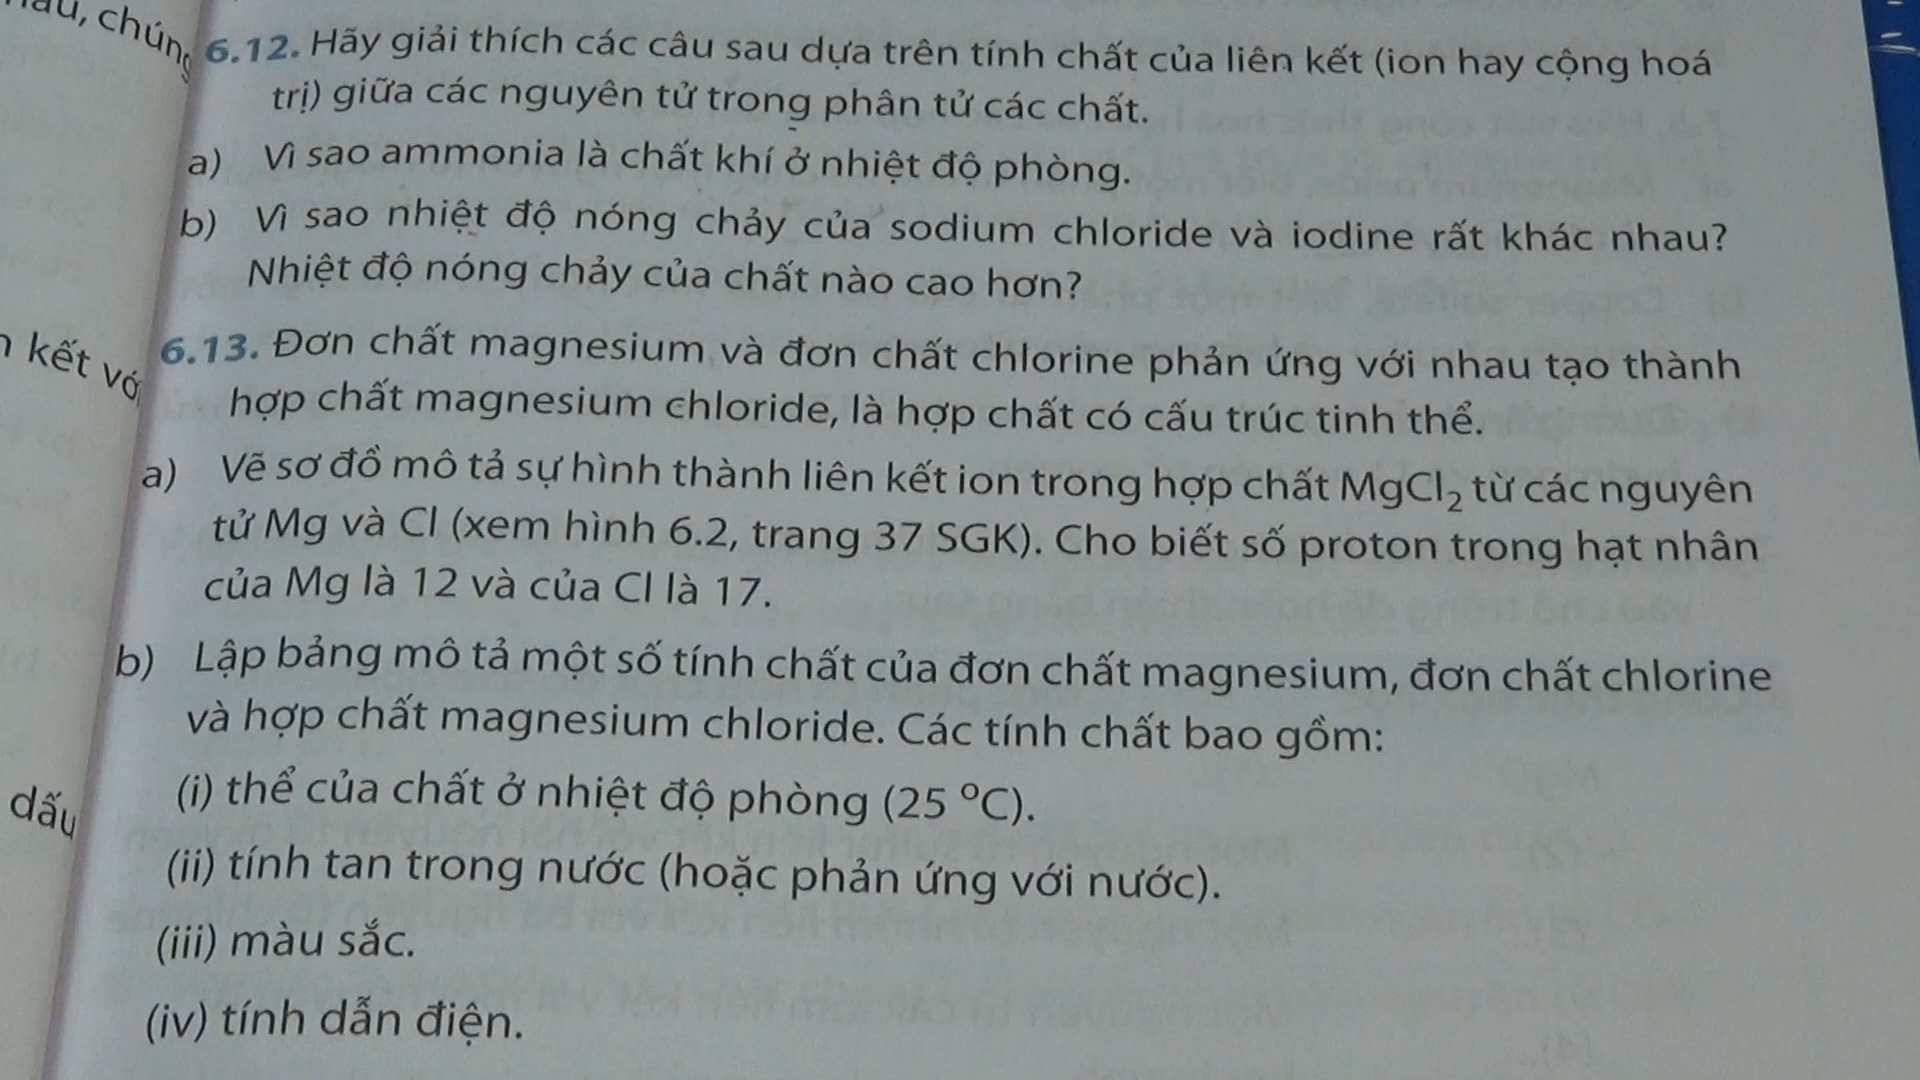 chúng
6.12. Hãy giải thích các câu sau dựa trên tính chất của liên kết (ion hay cộng hoá
trị) giữa các nguyên tử trong phân tử các chất.
a) Vì sao ammonia là chất khí ở nhiệt độ phòng.
b) Vì sao nhiệt độ nóng chảy của sodium chloride và iodine rất khác nhau?
Nhiệt độ nóng chảy của chất nào cao hơn?
kết với
6.13. Đơn chất magnesium và đơn chất chlorine phản ứng với nhau tạo thành
hợp chất magnesium chloride, là hợp chất có cấu trúc tinh thể.
a) Vẽ sơ đồ mô tả sự hình thành liên kết ion trong hợp chất MgCl₂ từ các nguyên
tử Mg và Cl (xem hình 6.2, trang 37 SGK). Cho biết số proton trong hạt nhân
của Mg là 12 và của Cl là 17.
b) Lập bảng mô tả một số tính chất của đơn chất magnesium, đơn chất chlorine
và hợp chất magnesium chloride. Các tính chất bao gồm:
(i) thể của chất ở nhiệt độ phòng (25 °C).
dấu
(ii) tính tan trong nước (hoặc phản ứng với nước).
(iii) màu sắc.
(iv) tính dẫn điện.